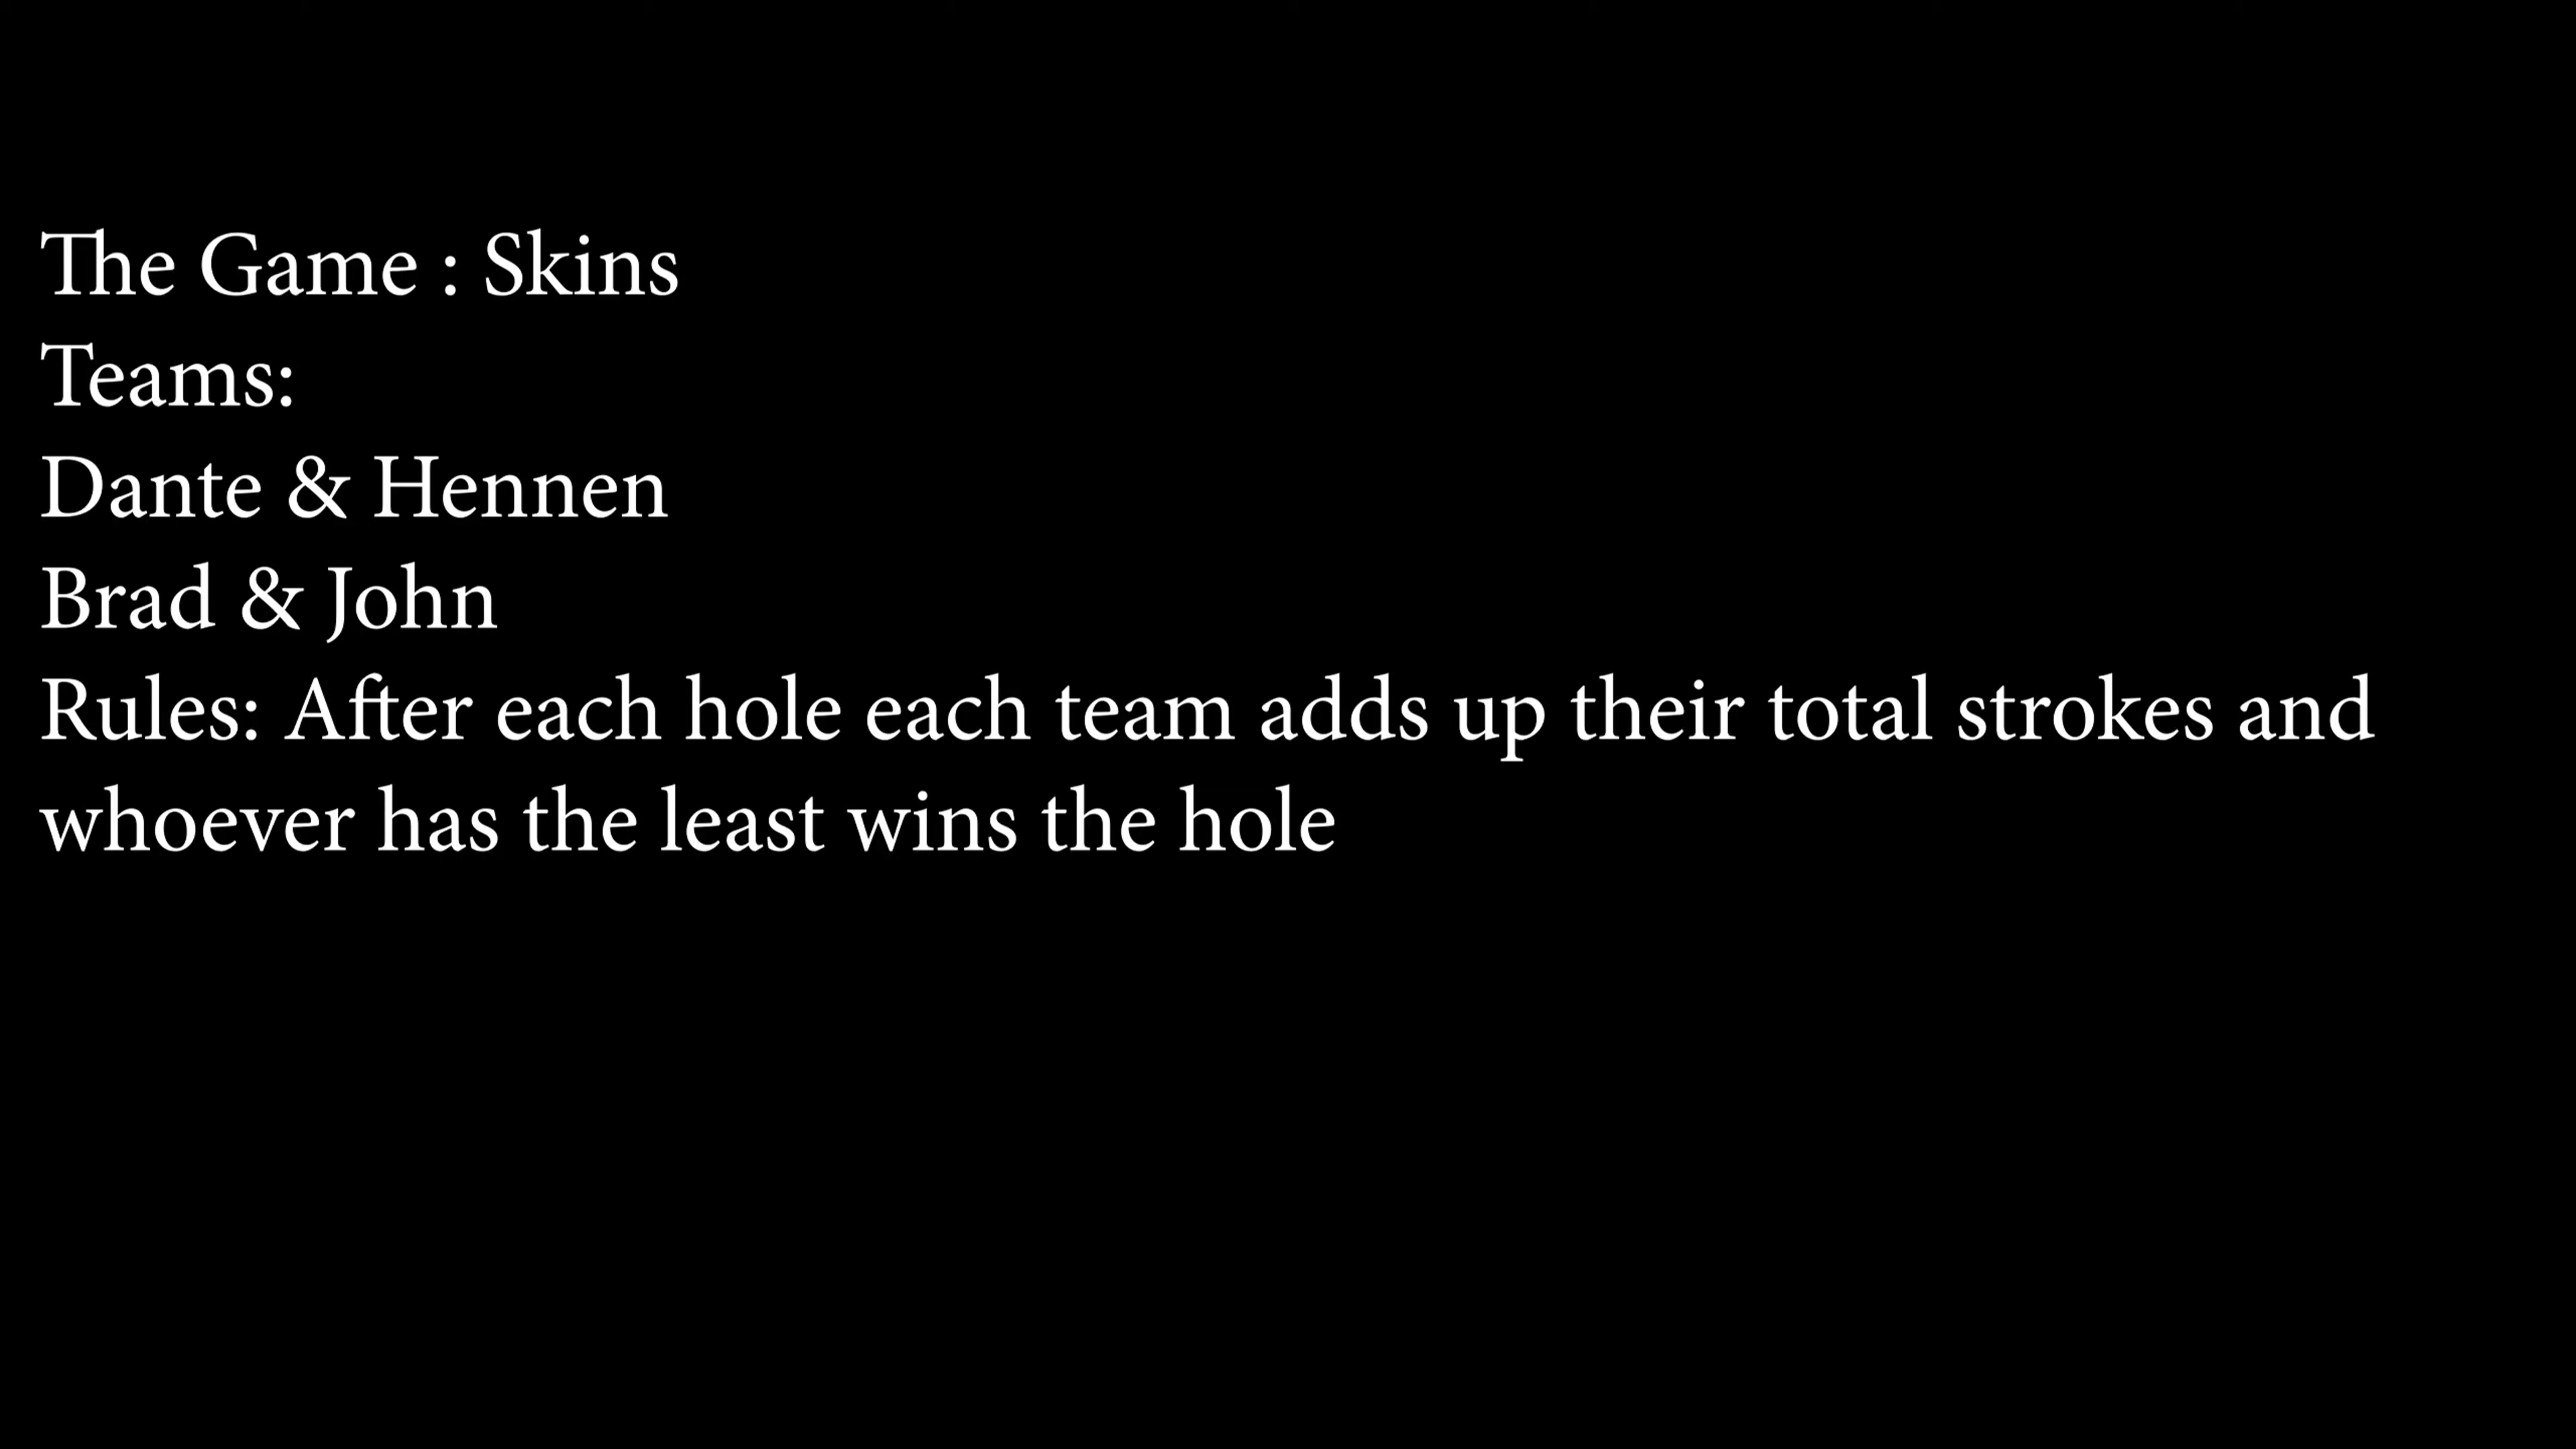 The Game : Skins
Teams:
Dante & Hennen
Brad & John
Rules: After each hole each team adds up their total strokes and
whoever has the least wins the hole